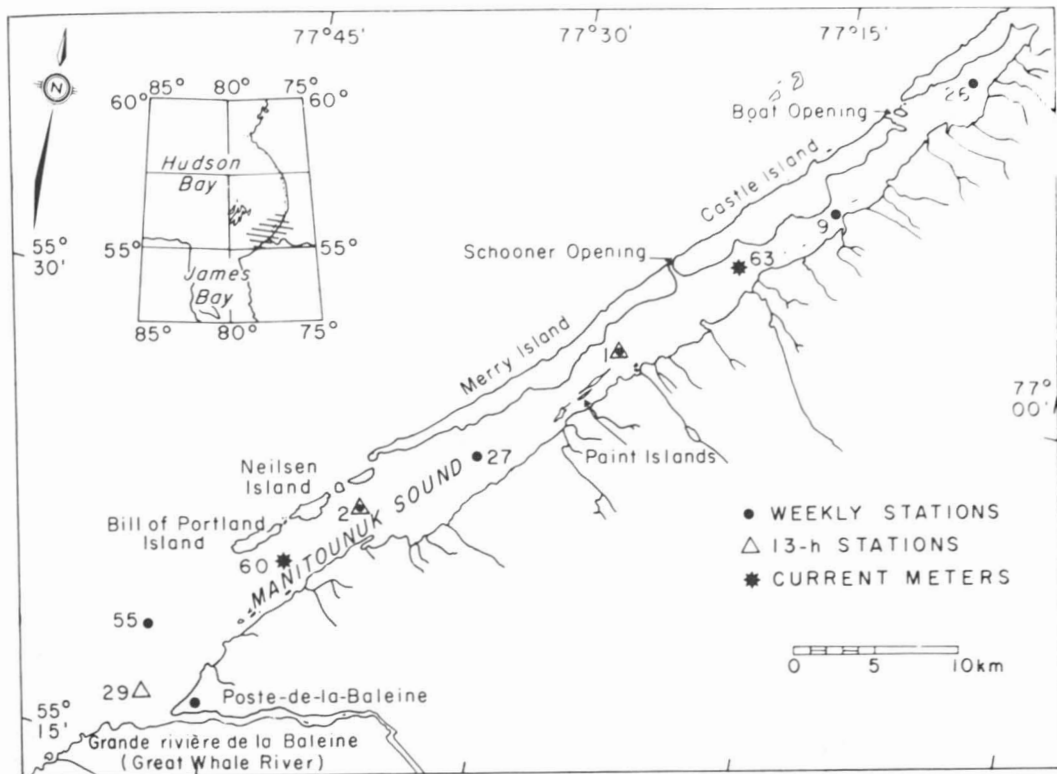 77°45'
77°30'
77°15'
N
85° 80° 75°
60° 60°
Hudson
Bay
55° 55°
James
Bay
85° 80° 75°
Boat Opening
25
Castle Island
9
55°
30'
Schooner Opening
63
Merry Island
1
77°
00'
Paint Islands
27
Neilsen
Island
2
MANITOUNUK SOUND
Bill of Portland
Island
60
● WEEKLY STATIONS
△ 13-h STATIONS
✸ CURRENT METERS
55
0 5 10km
29
Poste-de-la-Baleine
55°
15'
Grande rivière de la Baleine
(Great Whale River)